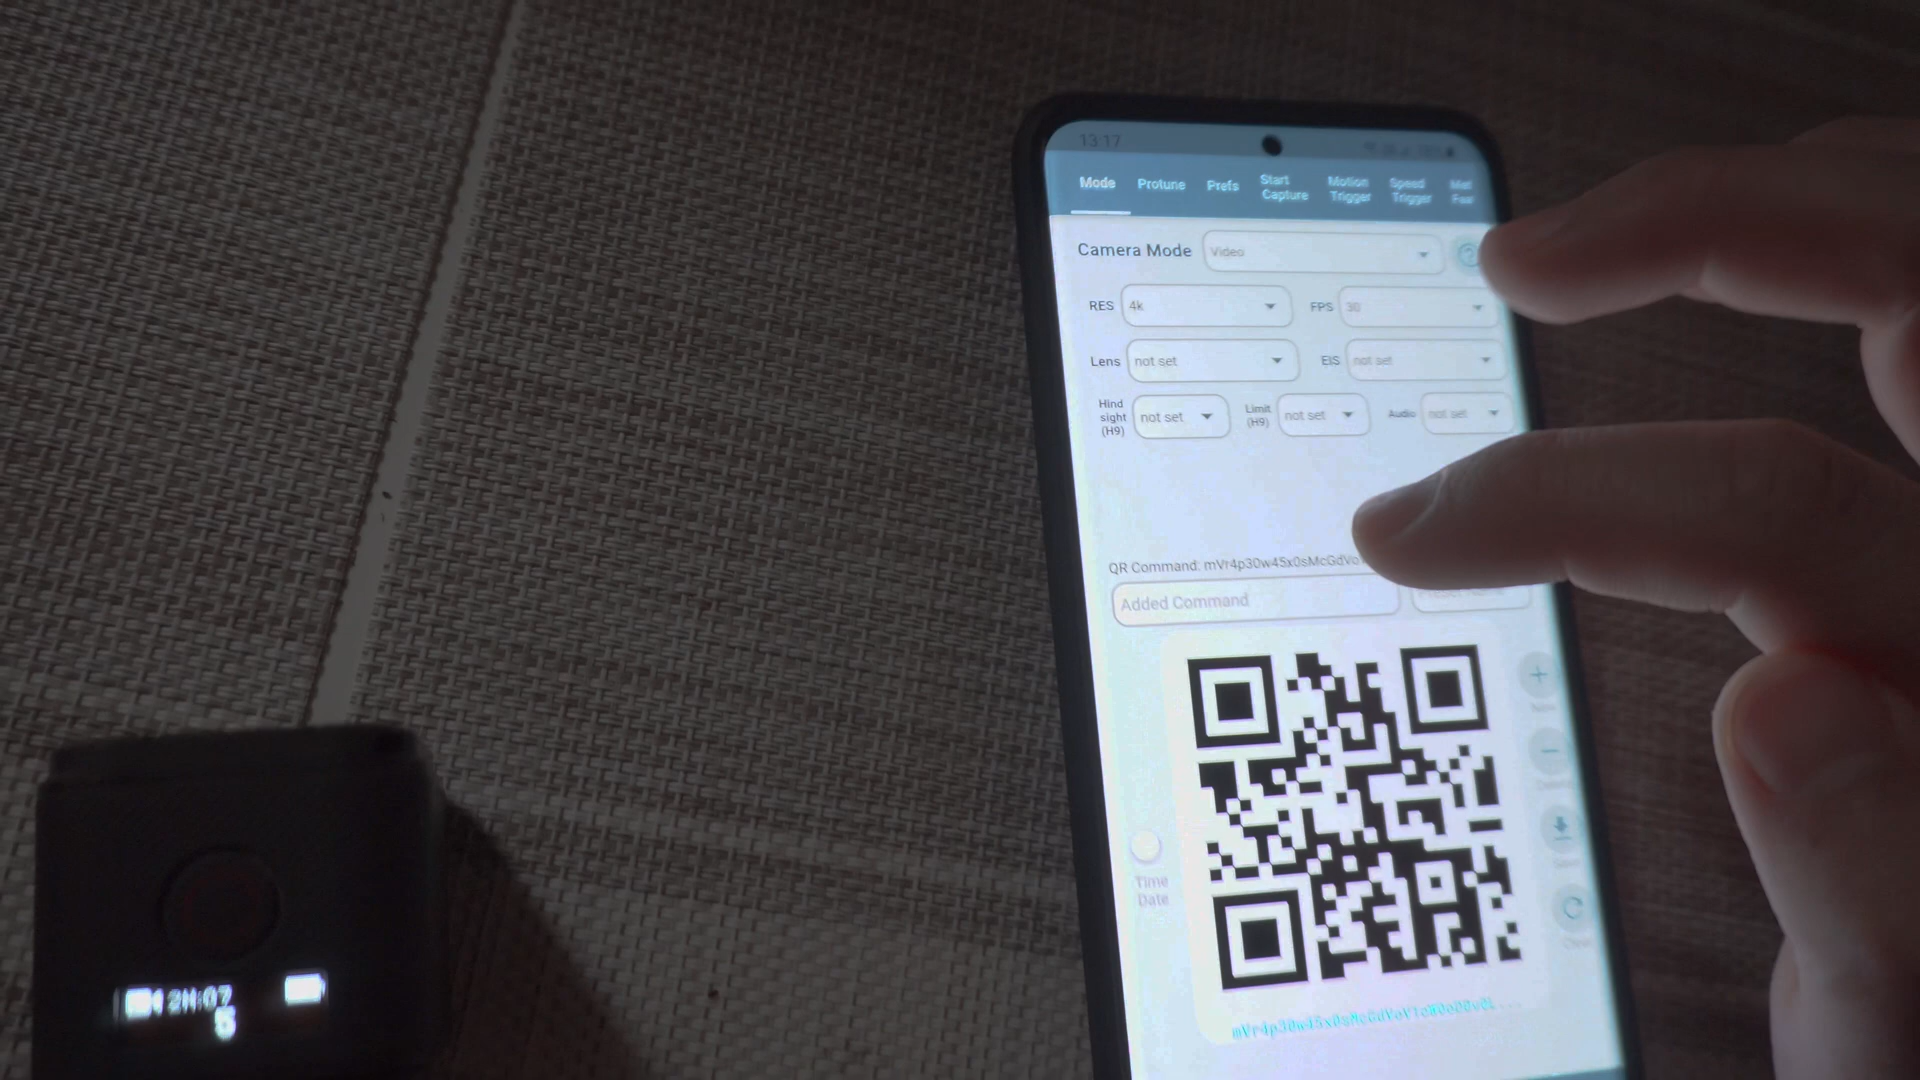 13:17
Mode Protune Prefs Start Capture Motion Trigger Speed Trigger
Camera Mode Video
RES 4k FPS 30
Lens not set EIS not set
Hind sight (H9) not set Limit (H9) not set Audio not set
QR Command: mVr4p30w45x0sMcGdVo
Added Command
Time
Date
2H:07
5